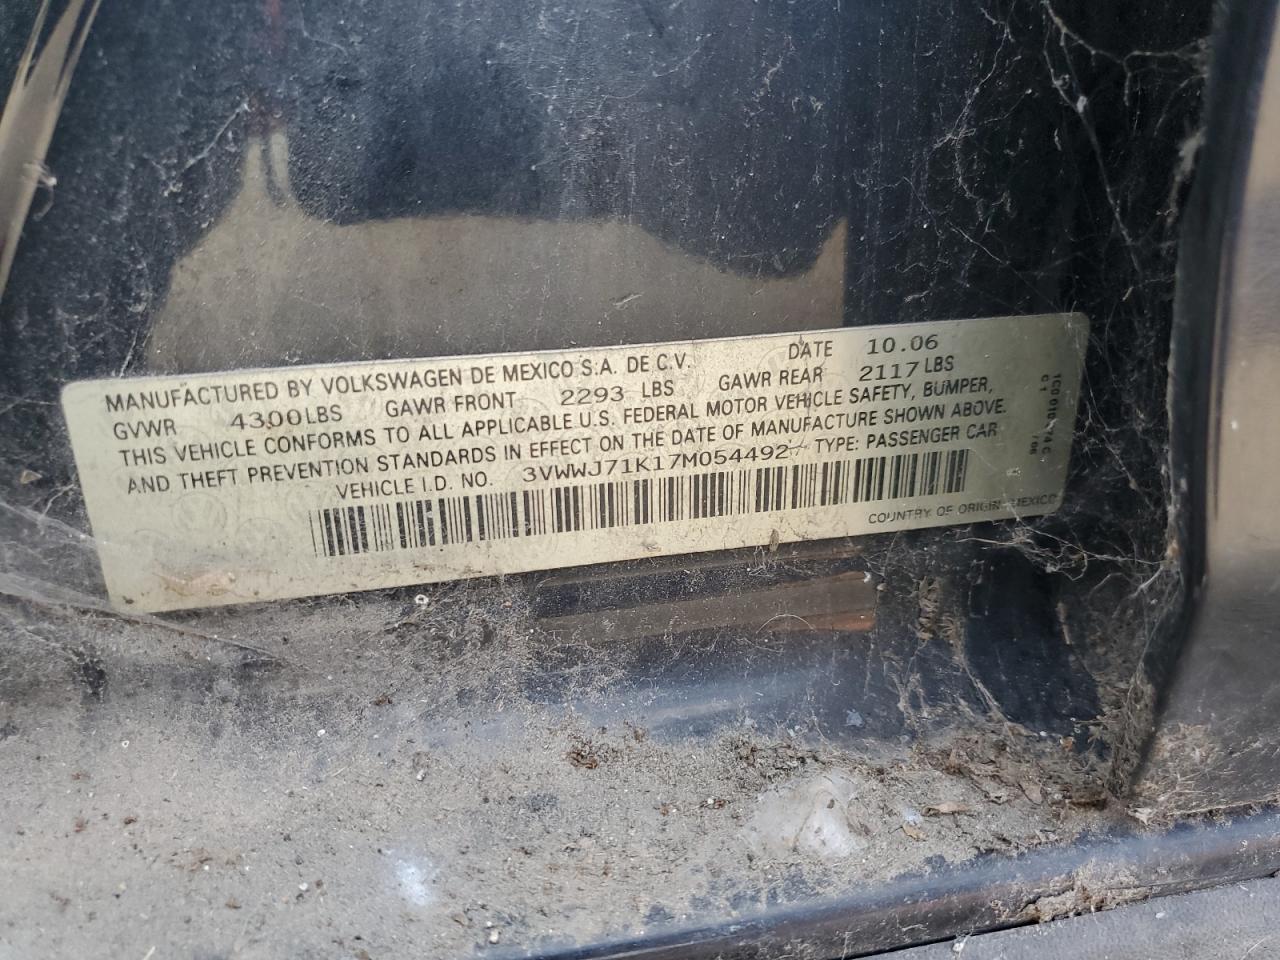 MANUFACTURED BY VOLKSWAGEN DE MEXICO S.A. DE C.V. DATE 10.06
GVWR 4300LBS GAWR FRONT 2293 LBS GAWR REAR 2117LBS
THIS VEHICLE CONFORMS TO ALL APPLICABLE U.S. FEDERAL MOTOR VEHICLE SAFETY, BUMPER,
AND THEFT PREVENTION STANDARDS IN EFFECT ON THE DATE OF MANUFACTURE SHOWN ABOVE.
VEHICLE I.D. NO. 3VWWJ71K17M054492 TYPE: PASSENGER CAR
COUNTRY OF ORIGIN MEXICO